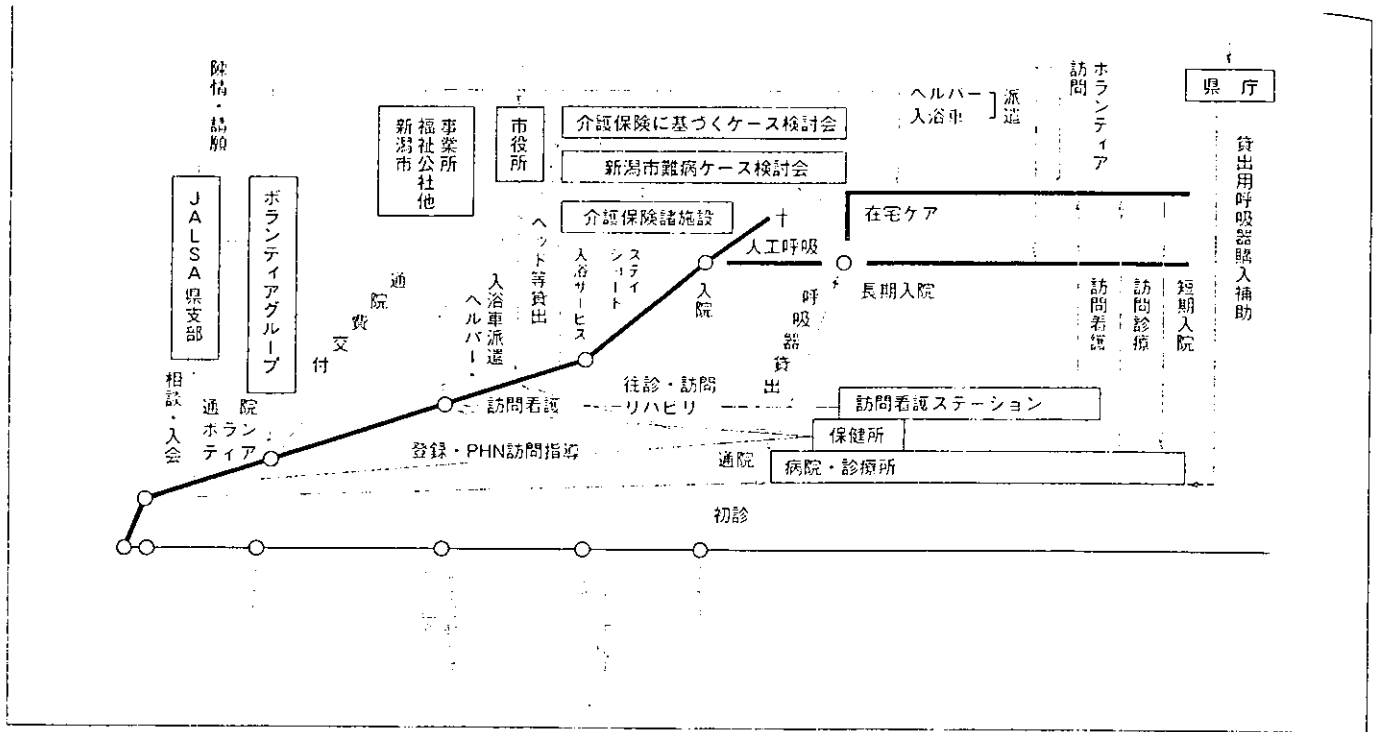 陳情・請願
JALSA県支部
ボランティアグループ
相談・入会
通院
ボラン
ティア
通院費交付
事業所
福祉公社他
新潟市
市役所
介護保険に基づくケース検討会
新潟市難病ケース検討会
介護保険諸施設
ヘルパー
入浴車
派遣
ボランティア
訪問
県庁
貸出用呼吸器購入補助
在宅ケア
人工呼吸
長期入院
入院
ベッド等貸出
入浴車派遣
ヘルパー・
ステイ
ショート
入浴サービス
呼吸器貸出
訪問看護
訪問診療
短期入院
往診・訪問
リハビリ
訪問看護
訪問看護ステーション
保健所
登録・PHN訪問指導
通院
病院・診療所
初診